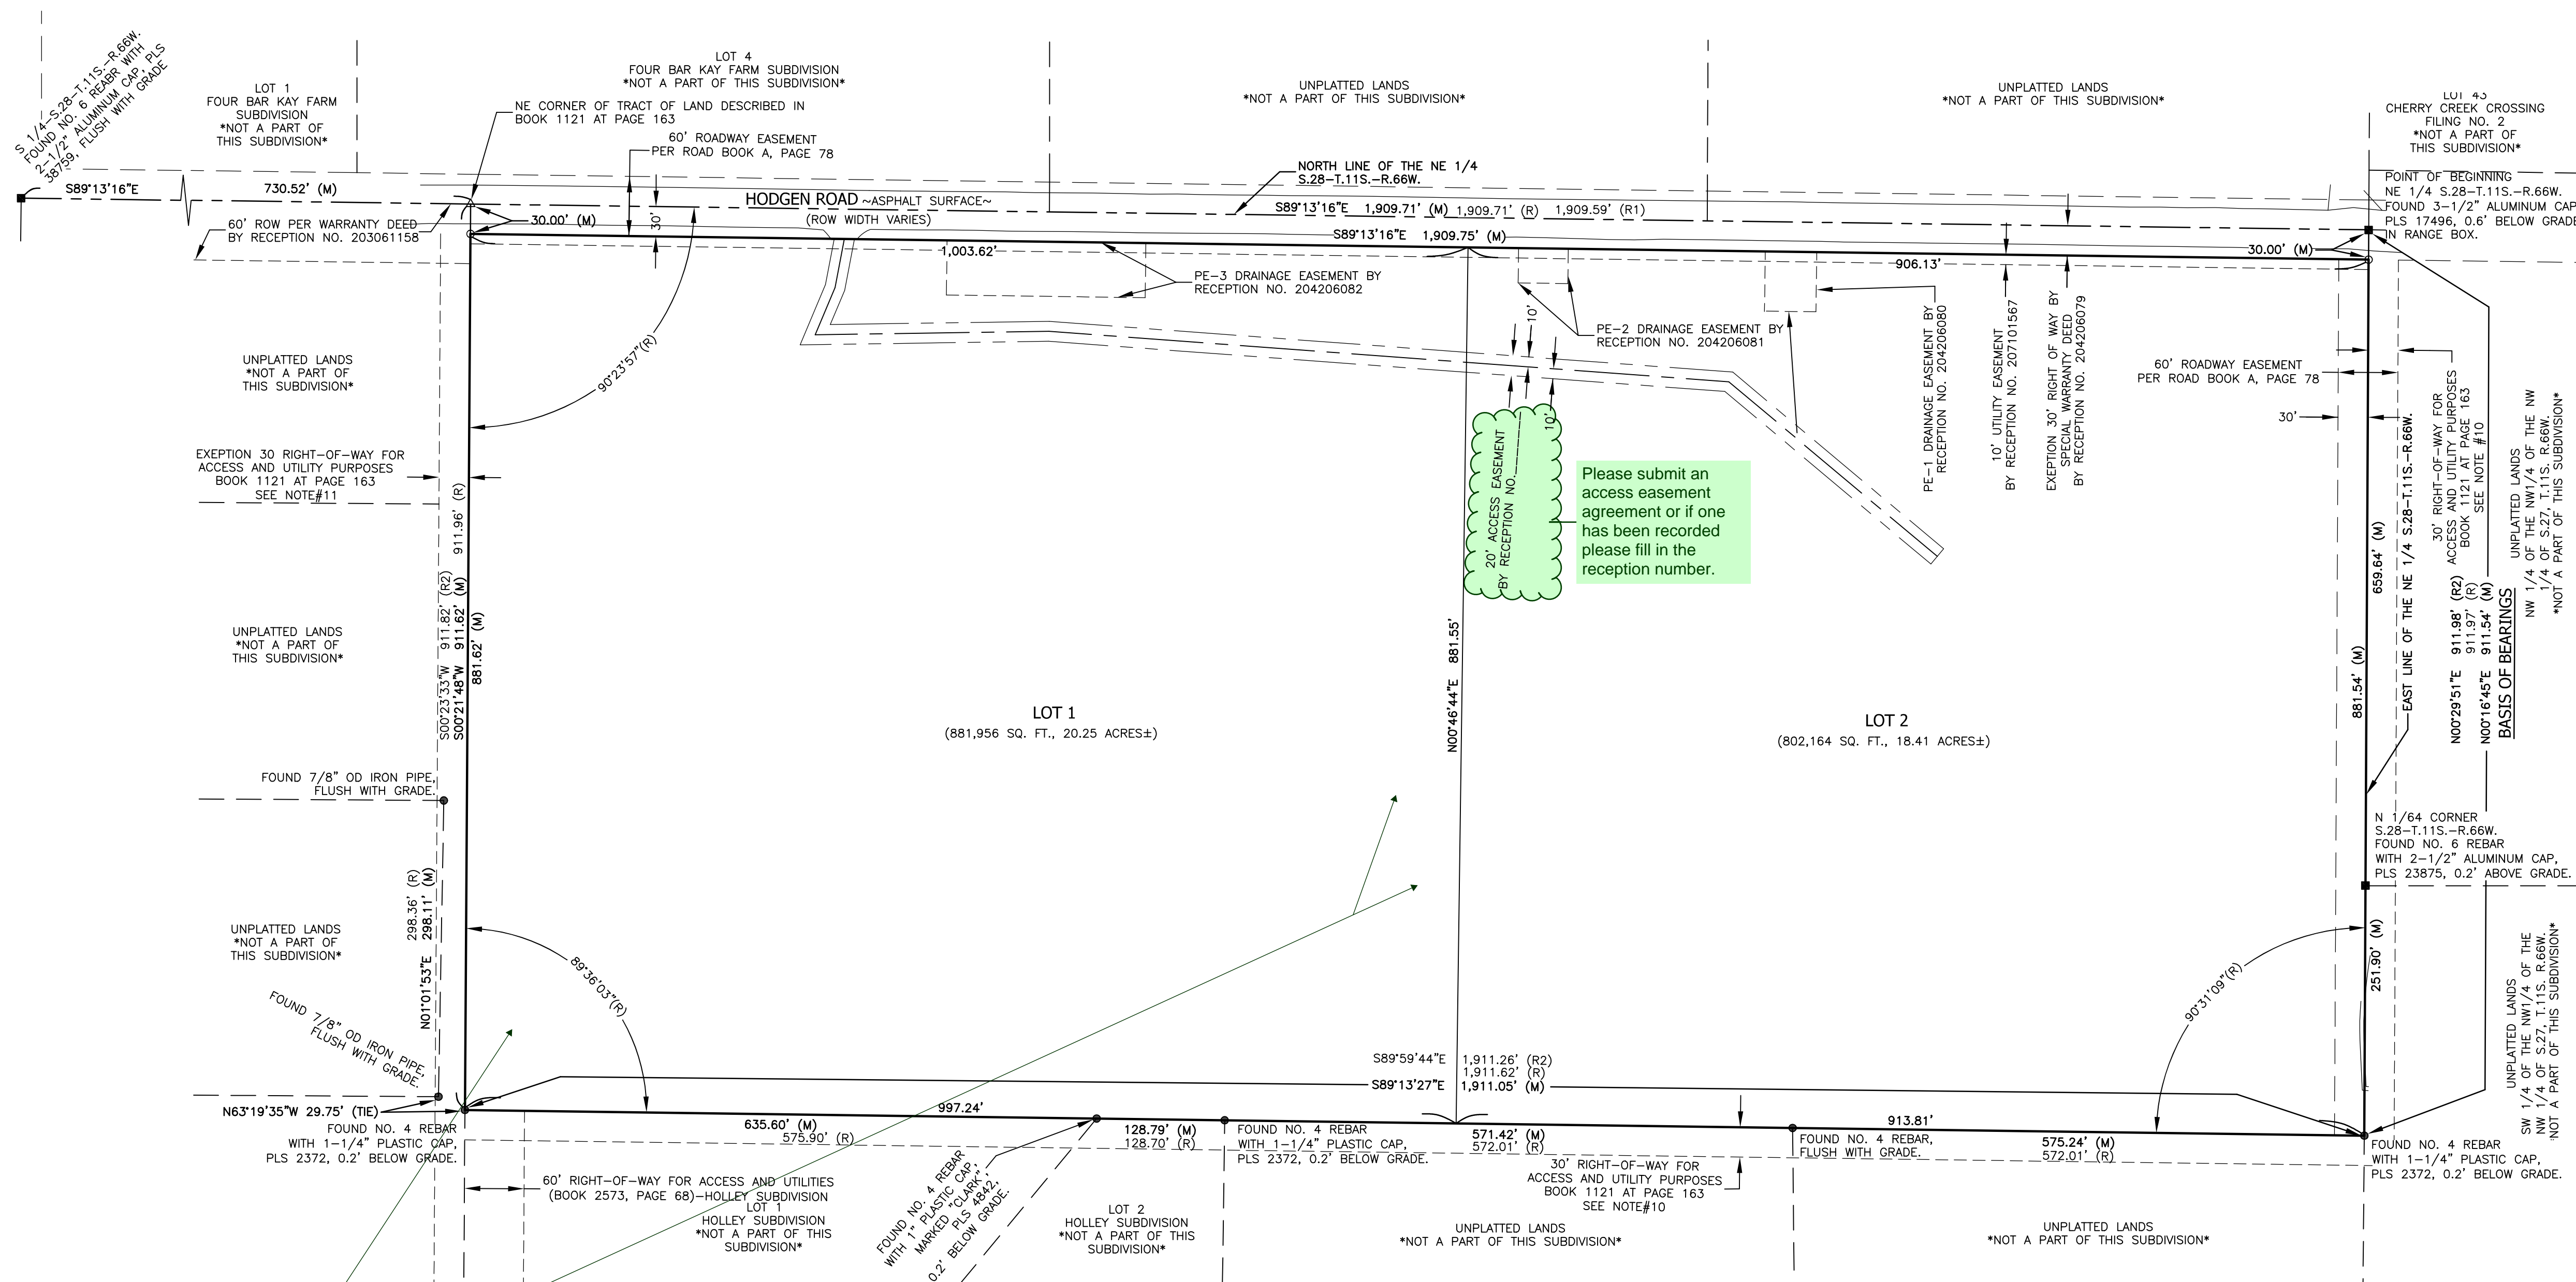 S 1/4-S.28-T.11S.-R.66W.
FOUND NO. 6 REABR WITH
2-1/2" ALUMINUM CAP, PLS
38759, FLUSH WITH GRADE
LOT 1
FOUR BAR KAY FARM
SUBDIVISION
*NOT A PART OF
THIS SUBDIVISION*
LOT 4
FOUR BAR KAY FARM SUBDIVISION
*NOT A PART OF THIS SUBDIVISION*
NE CORNER OF TRACT OF LAND DESCRIBED IN
BOOK 1121 AT PAGE 163
60' ROADWAY EASEMENT
PER ROAD BOOK A, PAGE 78
UNPLATTED LANDS
*NOT A PART OF THIS SUBDIVISION*
UNPLATTED LANDS
*NOT A PART OF THIS SUBDIVISION*
LOT 43
CHERRY CREEK CROSSING
FILING NO. 2
*NOT A PART OF
THIS SUBDIVISION*
POINT OF BEGINNING
NE 1/4 S.28-T.11S.-R.66W.
FOUND 3-1/2" ALUMINUM CAP
PLS 17496, 0.6' BELOW GRADE
IN RANGE BOX.
NORTH LINE OF THE NE 1/4
S.28-T.11S.-R.66W.
S89°13'16"E
730.52' (M)
HODGEN ROAD ~ASPHALT SURFACE~
(ROW WIDTH VARIES)
S89°13'16"E 1,909.71' (M) 1,909.71' (R) 1,909.59' (R1)
60' ROW PER WARRANTY DEED
BY RECEPTION NO. 203061158
30.00' (M)
30'
S89°13'16"E 1,909.75' (M)
30.00' (M)
1,003.62'
906.13'
PE-3 DRAINAGE EASEMENT BY
RECEPTION NO. 204206082
PE-2 DRAINAGE EASEMENT BY
RECEPTION NO. 204206081
10'
10'
PE-1 DRAINAGE EASEMENT BY
RECEPTION NO. 204206080
10' UTILITY EASEMENT
BY RECEPTION NO. 207101567
EXEPTION 30' RIGHT OF WAY BY
SPECIAL WARRANTY DEED
BY RECEPTION NO. 204206079
60' ROADWAY EASEMENT
PER ROAD BOOK A, PAGE 78
30'
UNPLATTED LANDS
*NOT A PART OF
THIS SUBDIVISION*
90°23'57"(R)
EXEPTION 30 RIGHT-OF-WAY FOR
ACCESS AND UTILITY PURPOSES
BOOK 1121 AT PAGE 163
SEE NOTE#11
20' ACCESS EASEMENT
BY RECEPTION NO.
Please submit an
access easement
agreement or if one
has been recorded
please fill in the
reception number.
S00°23'33"W 911.82' (R2)
911.96' (R)
S00°21'48"W 911.62' (M)
881.62' (M)
UNPLATTED LANDS
*NOT A PART OF
THIS SUBDIVISION*
LOT 1
(881,956 SQ. FT., 20.25 ACRES±)
N00°46'44"E 881.55'
LOT 2
(802,164 SQ. FT., 18.41 ACRES±)
881.54' (M)
659.64' (M)
EAST LINE OF THE NE 1/4 S.28-T.11S.-R.66W.
30' RIGHT-OF-WAY FOR
ACCESS AND UTILITY PURPOSES
BOOK 1121 AT PAGE 163
SEE NOTE #10
N00°29'51"E 911.98' (R2)
911.97' (R)
N00°16'45"E 911.54' (M)
BASIS OF BEARINGS
UNPLATTED LANDS
NW 1/4 OF THE NW1/4 OF THE NW
1/4 OF S.27, T.11S. R.66W.
*NOT A PART OF THIS SUBDIVISION*
FOUND 7/8" OD IRON PIPE,
FLUSH WITH GRADE.
N 1/64 CORNER
S.28-T.11S.-R.66W.
FOUND NO. 6 REBAR
WITH 2-1/2" ALUMINUM CAP,
PLS 23875, 0.2' ABOVE GRADE.
298.36' (R)
N01°01'53"E 298.11' (M)
UNPLATTED LANDS
*NOT A PART OF
THIS SUBDIVISION*
FOUND 7/8" OD IRON PIPE,
FLUSH WITH GRADE.
89°36'03"(R)
90°31'09"(R)
251.90' (M)
UNPLATTED LANDS
SW 1/4 OF THE NW1/4 OF THE
NW 1/4 OF S.27, T.11S. R.66W.
*NOT A PART OF THIS SUBDIVISION*
S89°59'44"E 1,911.26' (R2)
1,911.62' (R)
S89°13'27"E 1,911.05' (M)
N63°19'35"W 29.75' (TIE)
FOUND NO. 4 REBAR
WITH 1-1/4" PLASTIC CAP,
PLS 2372, 0.2' BELOW GRADE.
997.24'
635.60' (M)
575.90' (R)
128.79' (M)
128.70' (R)
FOUND NO. 4 REBAR
WITH 1-1/4" PLASTIC CAP,
PLS 2372, 0.2' BELOW GRADE.
571.42' (M)
572.01' (R)
913.81'
FOUND NO. 4 REBAR,
FLUSH WITH GRADE.
575.24' (M)
572.01' (R)
FOUND NO. 4 REBAR
WITH 1-1/4" PLASTIC CAP,
PLS 2372, 0.2' BELOW GRADE.
60' RIGHT-OF-WAY FOR ACCESS AND UTILITIES
(BOOK 2573, PAGE 68)-HOLLEY SUBDIVISION
LOT 1
HOLLEY SUBDIVISION
*NOT A PART OF THIS
SUBDIVISION*
FOUND NO. 4 REBAR
WITH 1" PLASTIC CAP,
MARKED "CLARK",
PLS 4842,
0.2' BELOW GRADE.
LOT 2
HOLLEY SUBDIVISION
*NOT A PART OF THIS
SUBDIVISION*
30' RIGHT-OF-WAY FOR
ACCESS AND UTILITY PURPOSES
BOOK 1121 AT PAGE 163
SEE NOTE#10
UNPLATTED LANDS
*NOT A PART OF THIS SUBDIVISION*
UNPLATTED LANDS
*NOT A PART OF THIS SUBDIVISION*